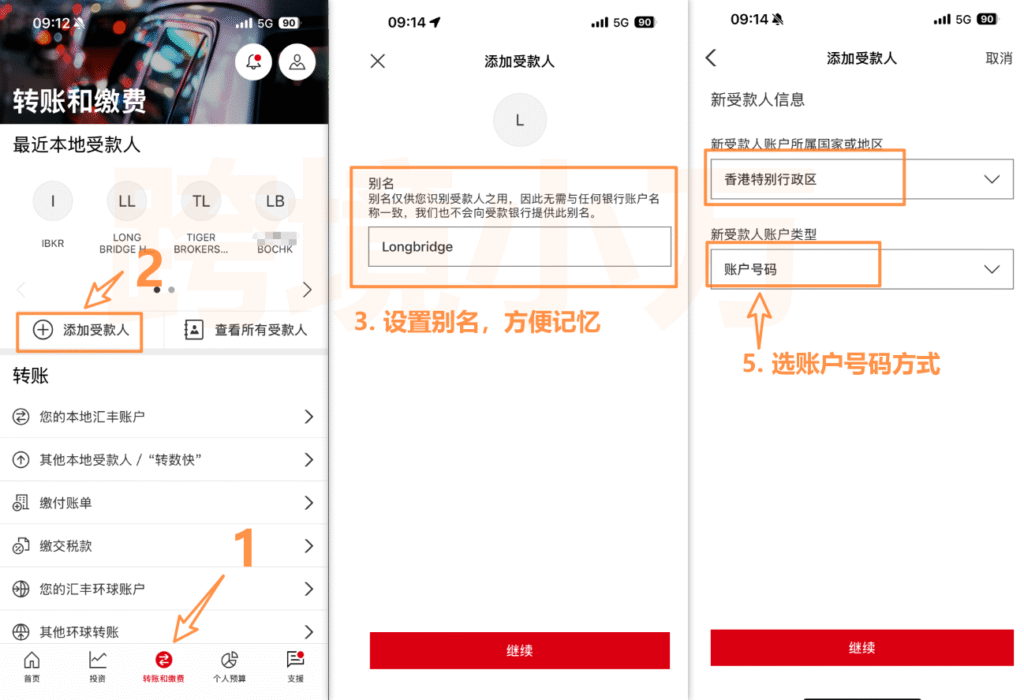 09:12
5G 90
转账和缴费
最近本地受款人
I
LL
TL
LB
IBKR
LONG
BRIDGE H...
TIGER
BROKERS...
BOCHK
2
添加受款人
查看所有受款人
转账
您的本地汇丰账户
其他本地受款人 / “转数快”
缴付账单
缴交税款
1
您的汇丰环球账户
其他环球转账
首页
投资
转账和缴费
个人预算
支援
09:14
5G 90
添加受款人
L
别名
别名仅供您识别受款人之用，因此无需与任何银行账户名
称一致，我们也不会向受款银行提供此别名。
Longbridge
3. 设置别名，方便记忆
继续
09:14
5G 90
添加受款人
取消
新受款人信息
新受款人账户所属国家或地区
香港特别行政区
新受款人账户类型
账户号码
5. 选账户号码方式
继续
跨境小方